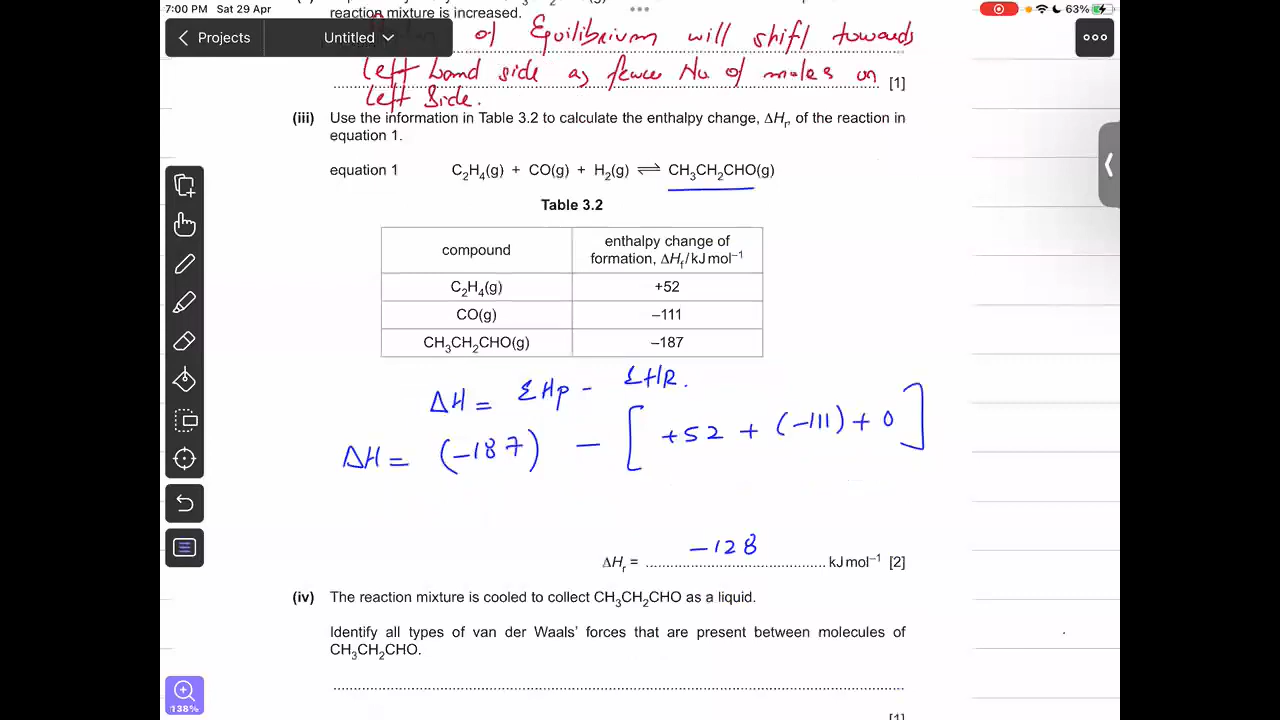 7:00 PM Sat 29 Apr
63%
reaction mixture is increased.
Projects
Untitled
of Equilibrium will shift towards
left hand side as fewer No of moles on
left Side.
[1]
(iii) Use the information in Table 3.2 to calculate the enthalpy change, ΔHᵣ, of the reaction in
equation 1.
equation 1 C₂H₄(g) + CO(g) + H₂(g) ⇌ CH₃CH₂CHO(g)
Table 3.2
compound
enthalpy change of
formation, ΔH_f / kJ mol⁻¹
C₂H₄(g) +52
CO(g) –111
CH₃CH₂CHO(g) –187
ΔH = ΣHp - ΣHR.
ΔH = (-187) - [+52 + (-111) + 0]
-128
ΔHᵣ = .............................................. kJ mol⁻¹ [2]
(iv) The reaction mixture is cooled to collect CH₃CH₂CHO as a liquid.
Identify all types of van der Waals' forces that are present between molecules of
CH₃CH₂CHO.
138%